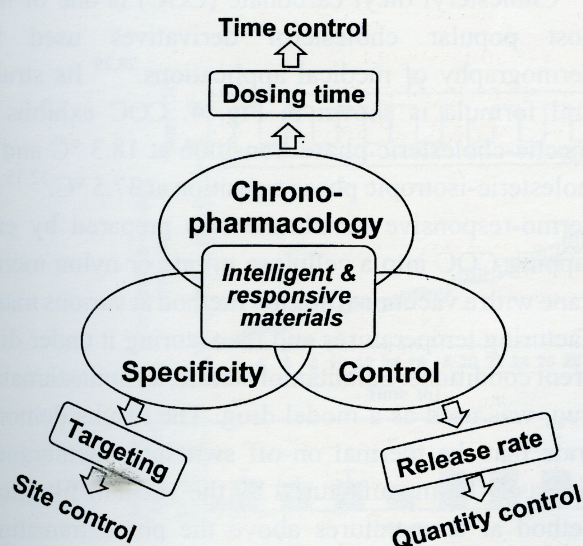 Time control
Dosing time
Chrono-
pharmacology
Intelligent &
responsive
materials
Specificity
Control
Targeting
Release rate
Site control
Quantity control